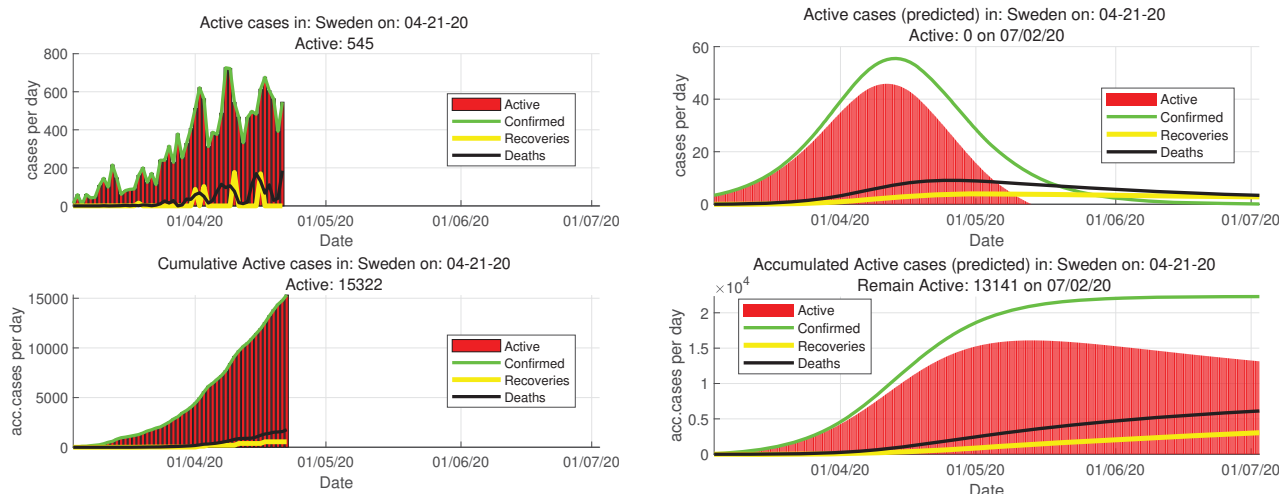 Active cases in: Sweden on: 04-21-20
Active: 545
800
600
400
200
0
cases per day
Active
Confirmed
Recoveries
Deaths
01/04/20
01/05/20
01/06/20
01/07/20
Date
Active cases (predicted) in: Sweden on: 04-21-20
Active: 0 on 07/02/20
60
40
20
0
cases per day
Active
Confirmed
Recoveries
Deaths
01/04/20
01/05/20
01/06/20
01/07/20
Date
Cumulative Active cases in: Sweden on: 04-21-20
Active: 15322
15000
10000
5000
0
acc.cases per day
Active
Confirmed
Recoveries
Deaths
01/04/20
01/05/20
01/06/20
01/07/20
Date
Accumulated Active cases (predicted) in: Sweden on: 04-21-20
Remain Active: 13141 on 07/02/20
×10⁴
2
1.5
1
0.5
0
acc.cases per day
Active
Confirmed
Recoveries
Deaths
01/04/20
01/05/20
01/06/20
01/07/20
Date